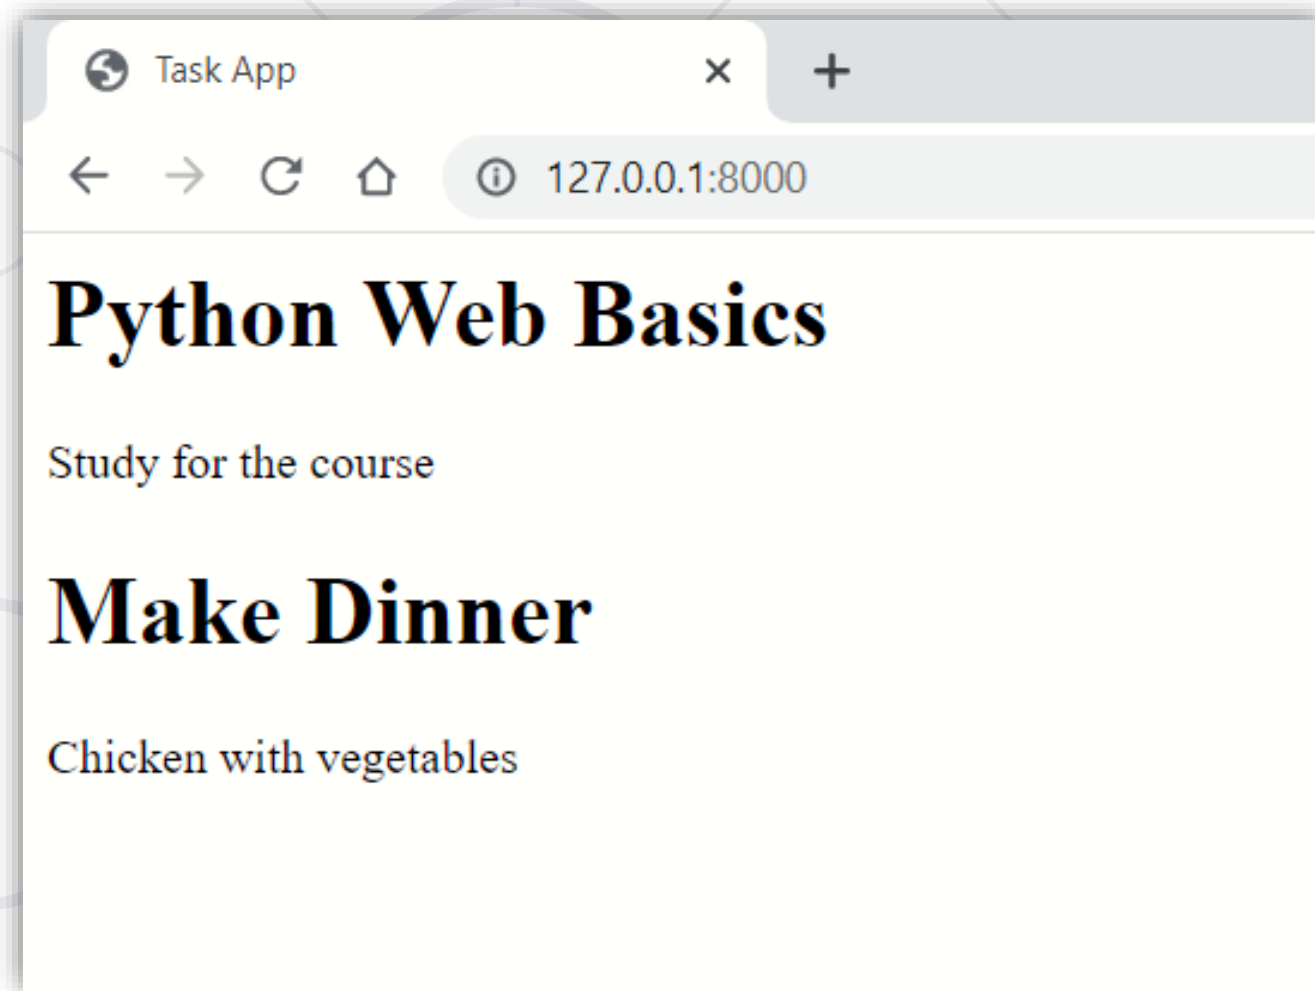 Task App
127.0.0.1:8000
Python Web Basics
Study for the course
Make Dinner
Chicken with vegetables